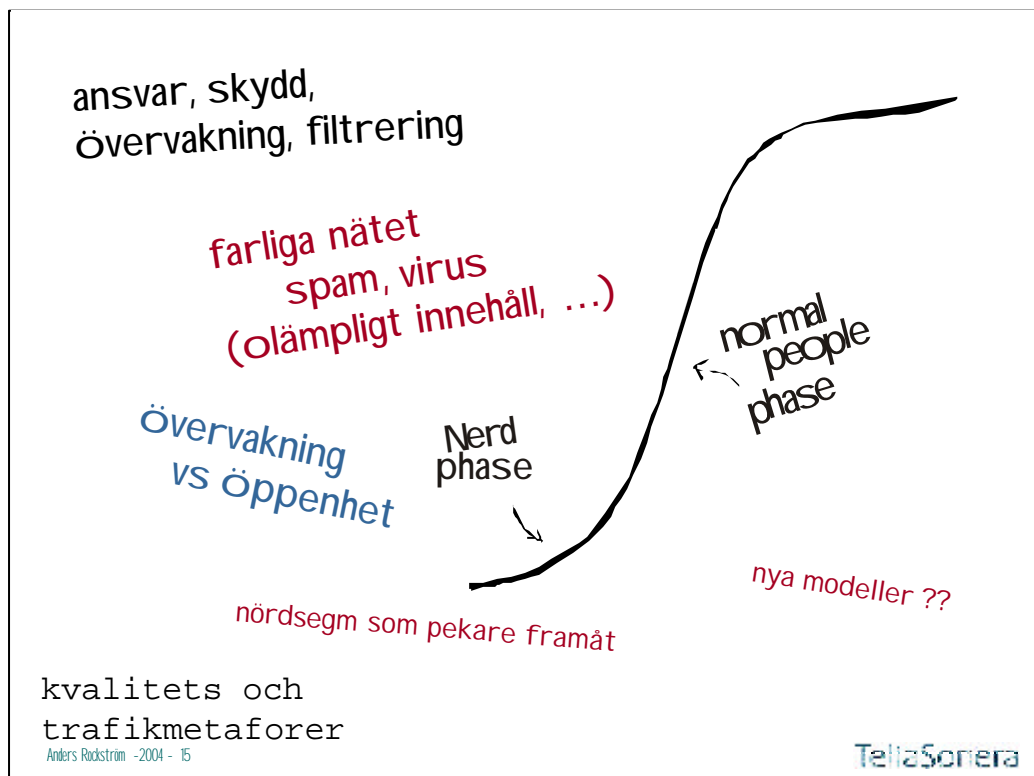 ansvar, skydd,
övervakning, filtrering
farliga nätet
spam, virus
(olämpligt innehåll, ...)
normal
people
phase
Nerd
phase
Övervakning
vs Öppenhet
nya modeller ??
nördsegm som pekare framåt
kvalitets och
trafikmetaforer
Anders Rockström -2004 - 15
TeliaSonera